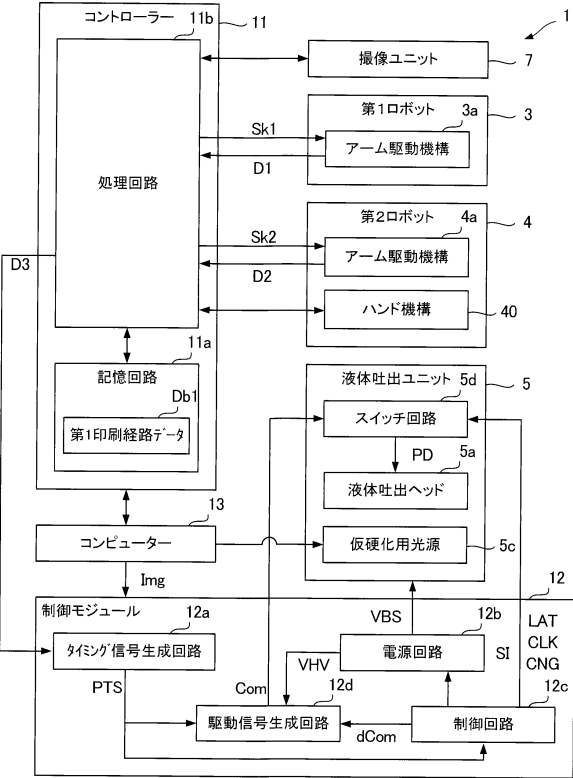 コントローラー
11
11b
処理回路
1
撮像ユニット
7
第1ロボット
3
3a
アーム駆動機構
Sk1
D1
第2ロボット
4
4a
アーム駆動機構
Sk2
D2
D3
ハンド機構
40
11a
記憶回路
Db1
第1印刷経路データ
液体吐出ユニット
5
5d
スイッチ回路
PD
5a
液体吐出ヘッド
13
コンピューター
仮硬化用光源
5c
Img
12
制御モジュール
12a
タイミング信号生成回路
VBS
12b
電源回路
LAT
CLK
CNG
SI
VHV
PTS
Com
12d
駆動信号生成回路
dCom
12c
制御回路